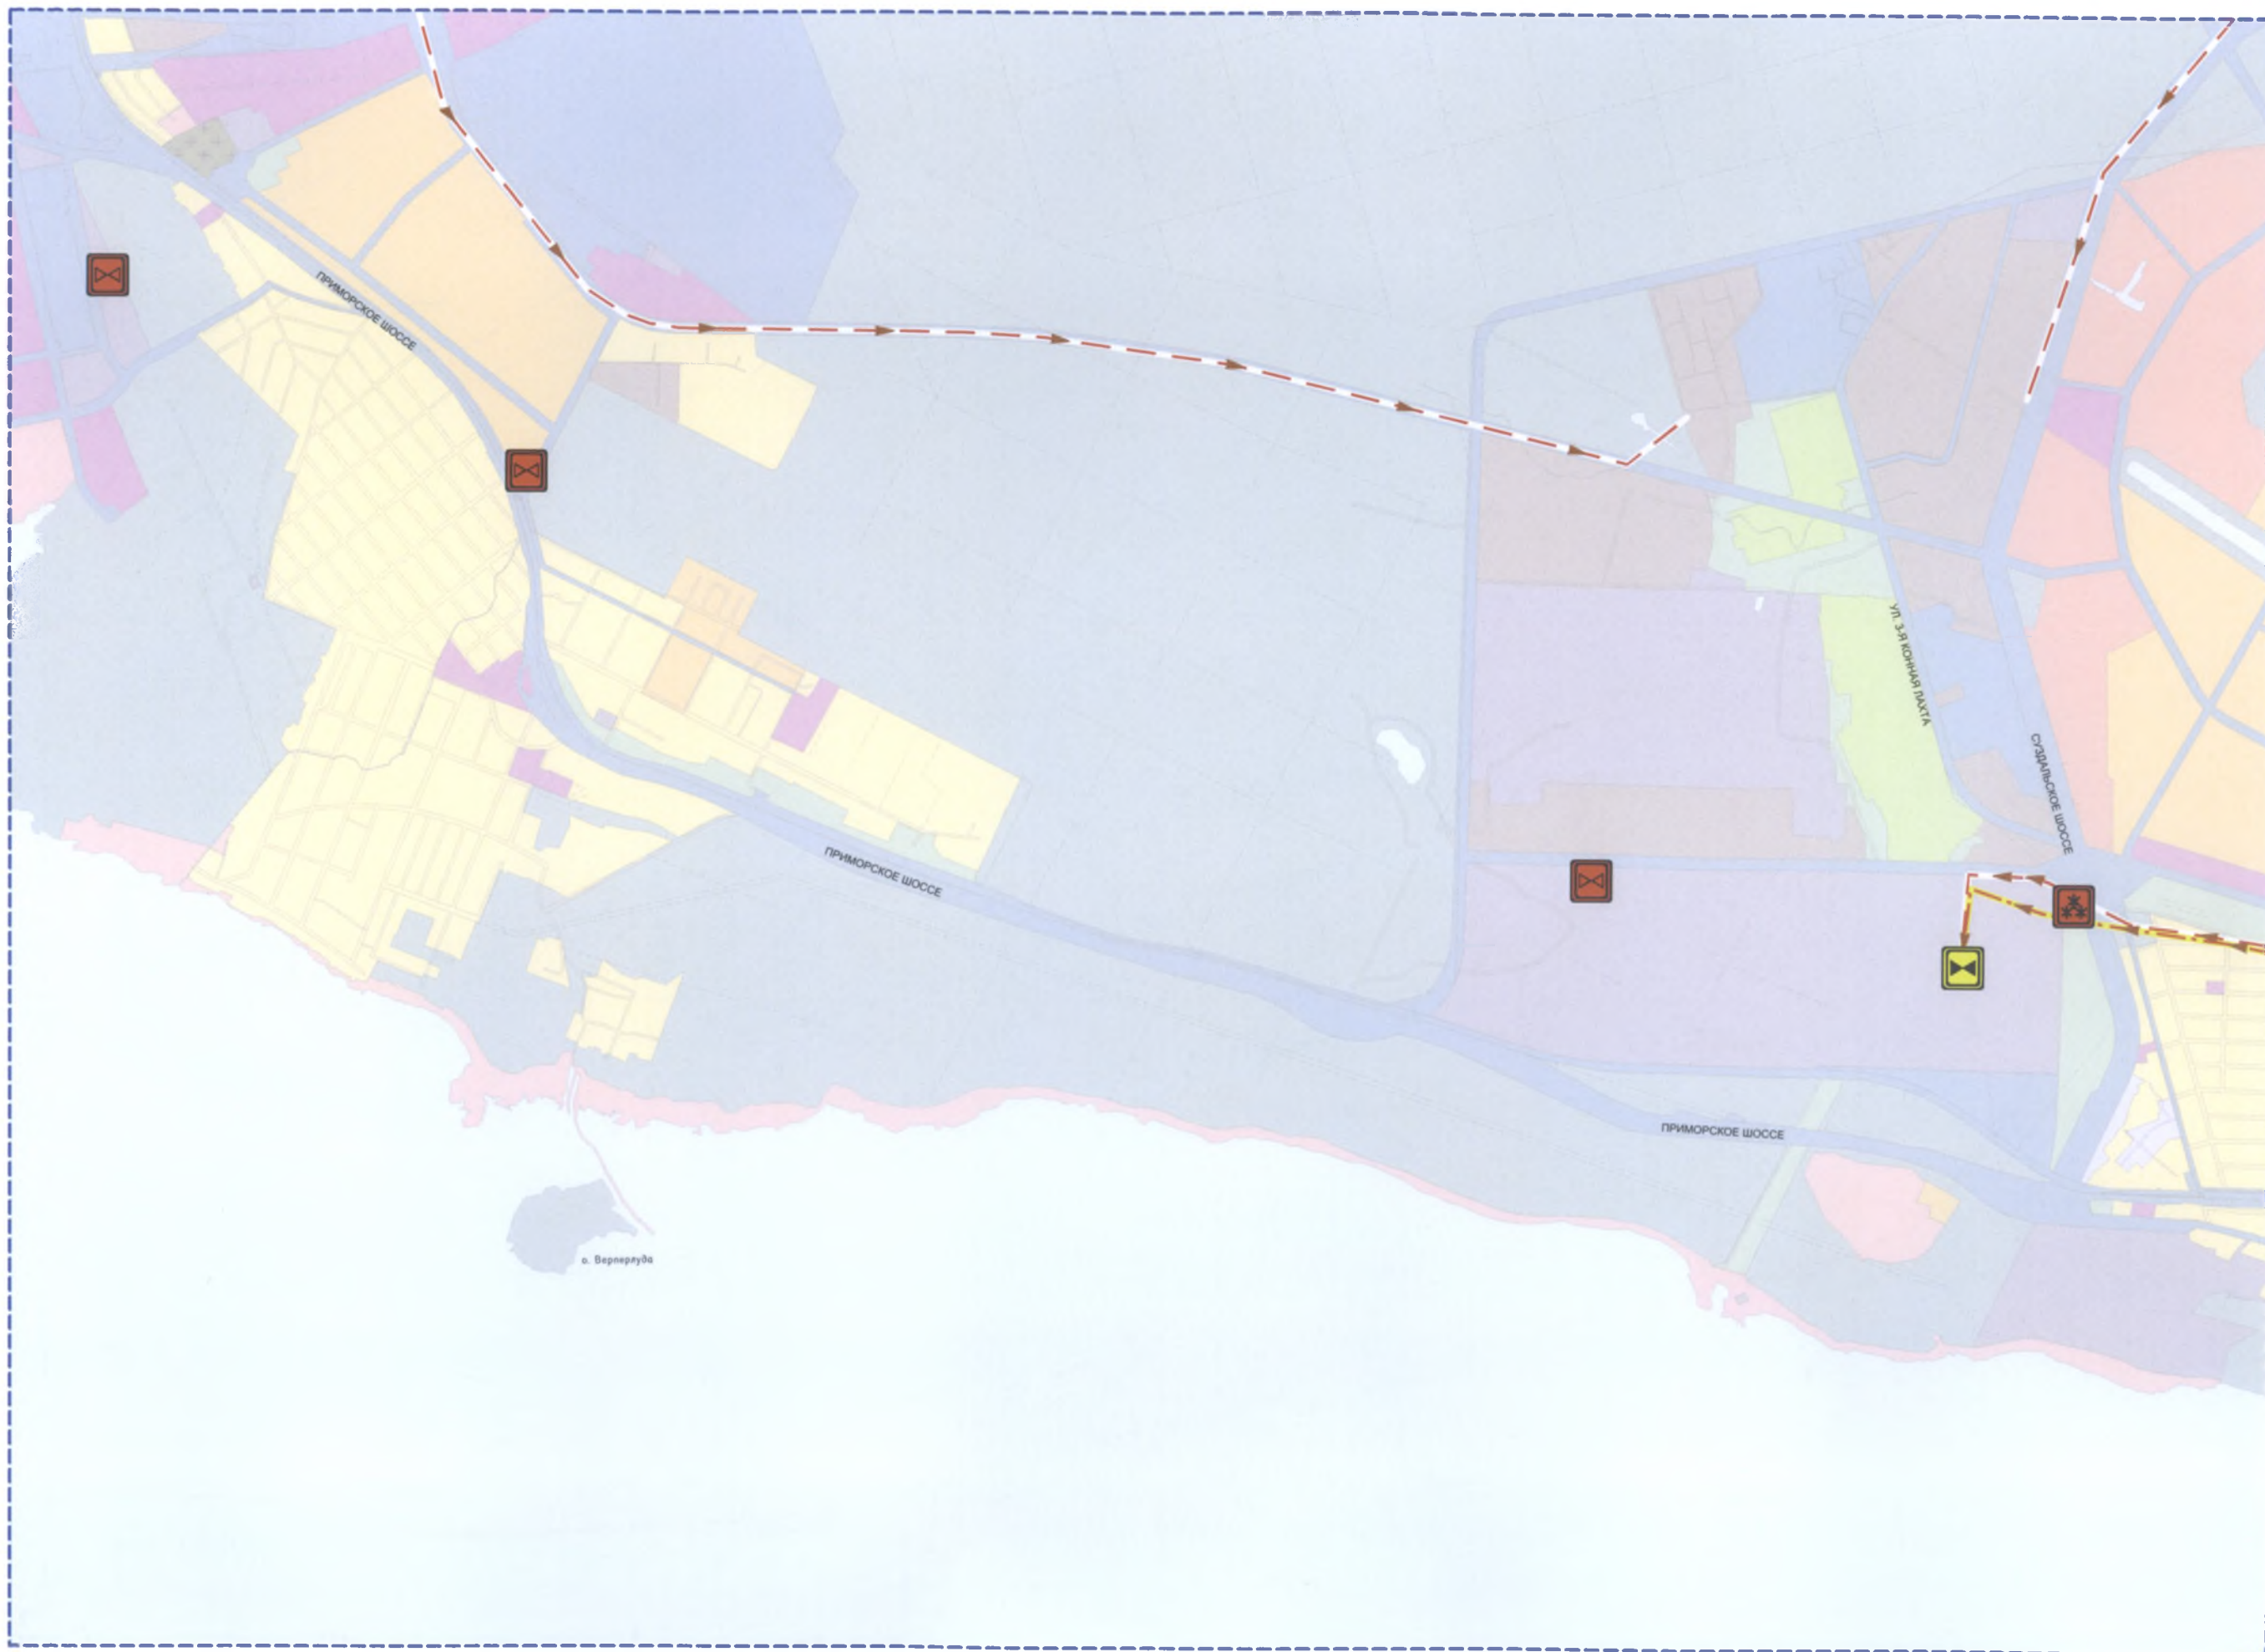 ПРИМОРСКОЕ ШОССЕ
УЛ. 3-Я КОННАЯ ЛАХТА
СУЗДАЛЬСКОЕ ШОССЕ
ПРИМОРСКОЕ ШОССЕ
ПРИМОРСКОЕ ШОССЕ
о. Верперлуда